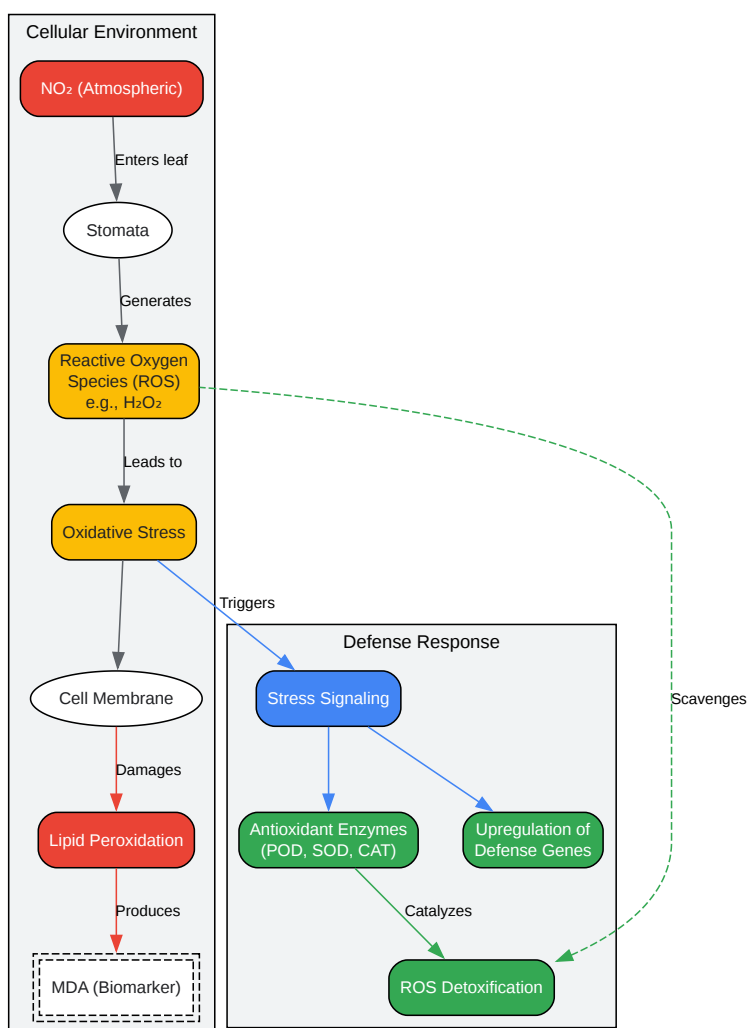 Cellular Environment
NO₂ (Atmospheric)
Enters leaf
Stomata
Generates
Reactive Oxygen
Species (ROS)
e.g., H₂O₂
Leads to
Oxidative Stress
Triggers
Defense Response
Cell Membrane
Stress Signaling
Scavenges
Damages
Lipid Peroxidation
Antioxidant Enzymes
(POD, SOD, CAT)
Upregulation of
Defense Genes
Produces
Catalyzes
MDA (Biomarker)
ROS Detoxification